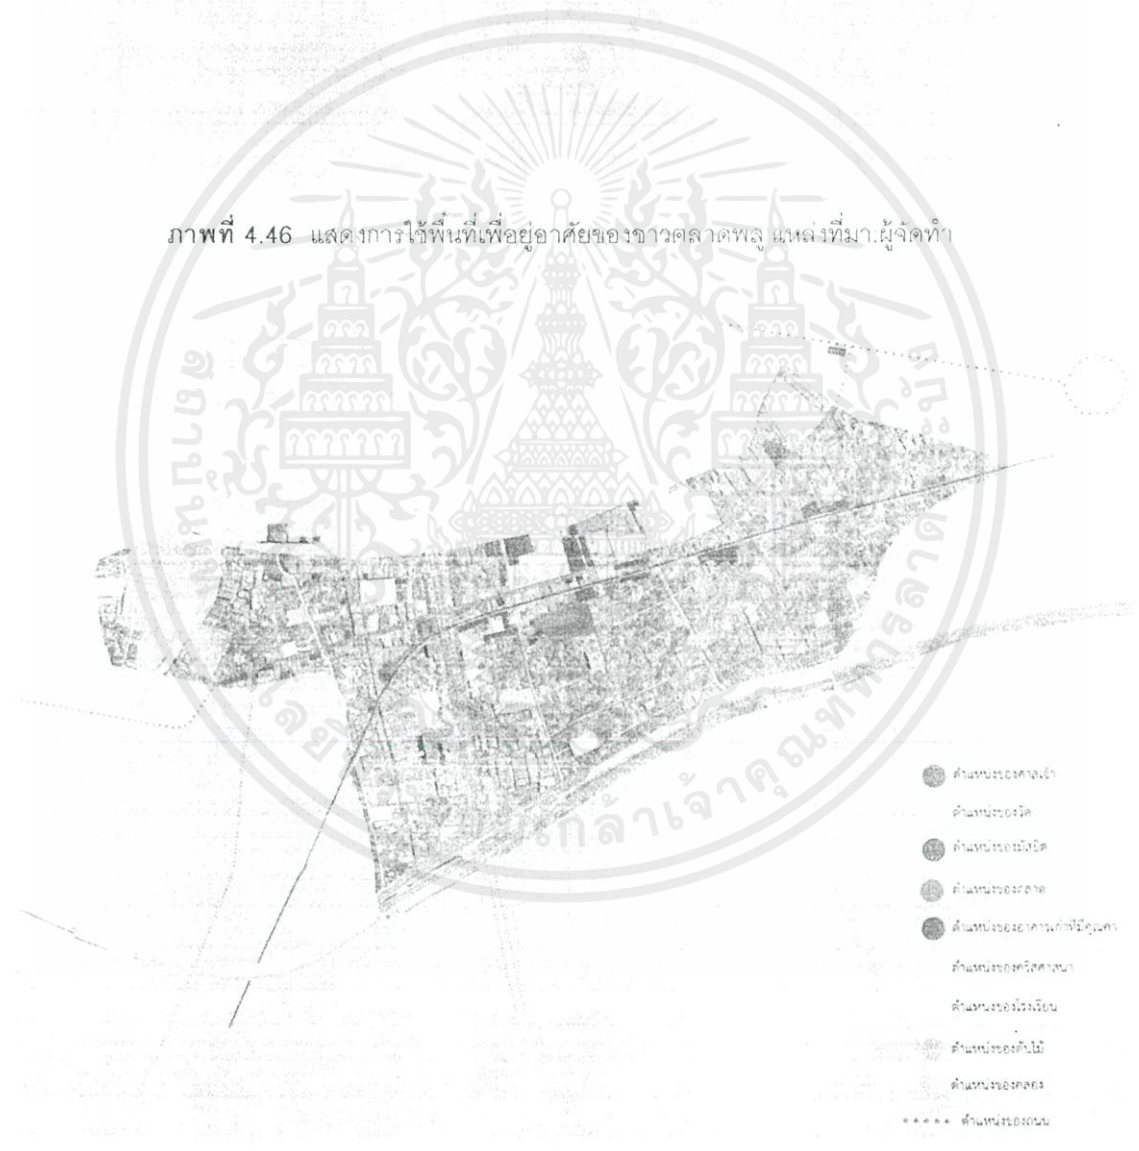 ภาพที่ 4.46 แสดงการใช้พื้นที่เพื่ออยู่อาศัยของชาวตลาดพลู แหล่งที่มา:ผู้จัดทำ
ตำแหน่งของศาลเจ้า
ตำแหน่งของวัด
ตำแหน่งของมัสยิด
ตำแหน่งของตลาด
ตำแหน่งของอาคารเก่าที่มีคุณค่า
ตำแหน่งของคริสศาสนา
ตำแหน่งของโรงเรียน
ตำแหน่งของต้นไม้
ตำแหน่งของคลอง
ตำแหน่งของถนน